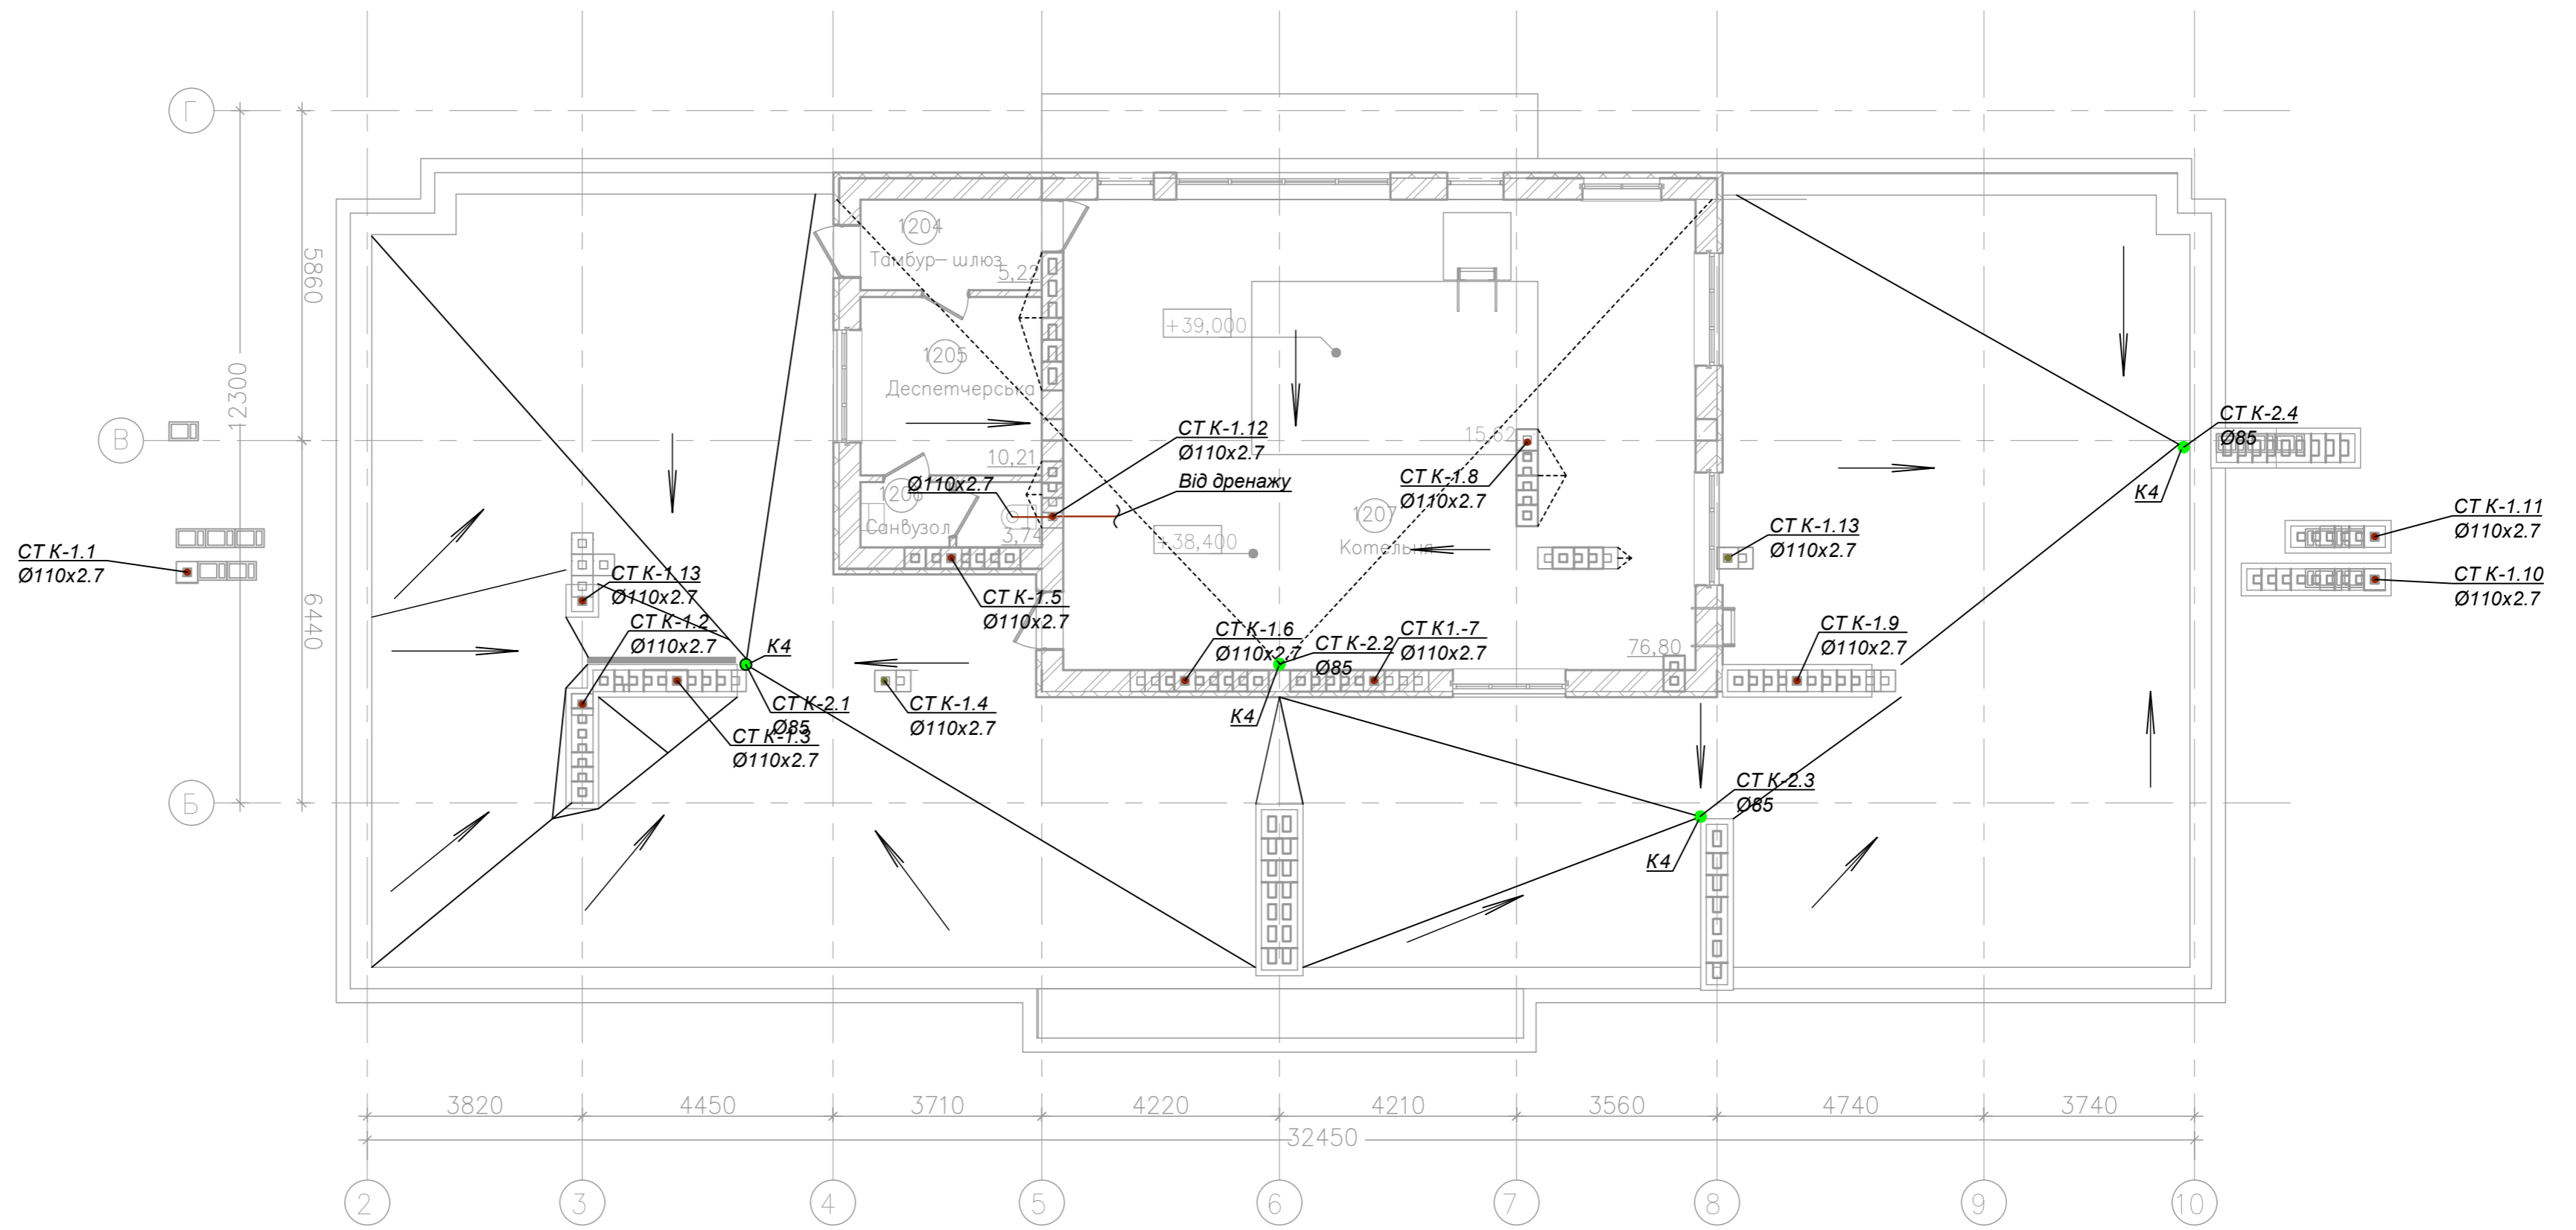 Г
5860
12300
В
6440
Б
1204
Тамбур-шлюз
5,22
1205
Деспетчерська
10,21
1206
Санвузол
3,74
+39,000
+38,400
15,62
1207
Котельня
76,80
СТ К-1.12
Ø110x2.7
Від дренажу
Ø110x2.7
СТ К-1.8
Ø110x2.7
СТ К-2.4
Ø85
К4
СТ К-1.11
Ø110x2.7
СТ К-1.10
Ø110x2.7
СТ К-1.13
Ø110x2.7
СТ К-1.1
Ø110x2.7
СТ К-1.13
Ø110x2.7
СТ К-1.2
Ø110x2.7
К4
СТ К-1.5
Ø110x2.7
СТ К-1.6
Ø110x2.7
СТ К-2.2
Ø85
СТ К1.-7
Ø110x2.7
СТ К-1.9
Ø110x2.7
СТ К-2.1
Ø85
СТ К-1.3
Ø110x2.7
СТ К-1.4
Ø110x2.7
К4
СТ К-2.3
Ø85
К4
3820
4450
3710
4220
4210
3560
4740
3740
32450
2
3
4
5
6
7
8
9
10